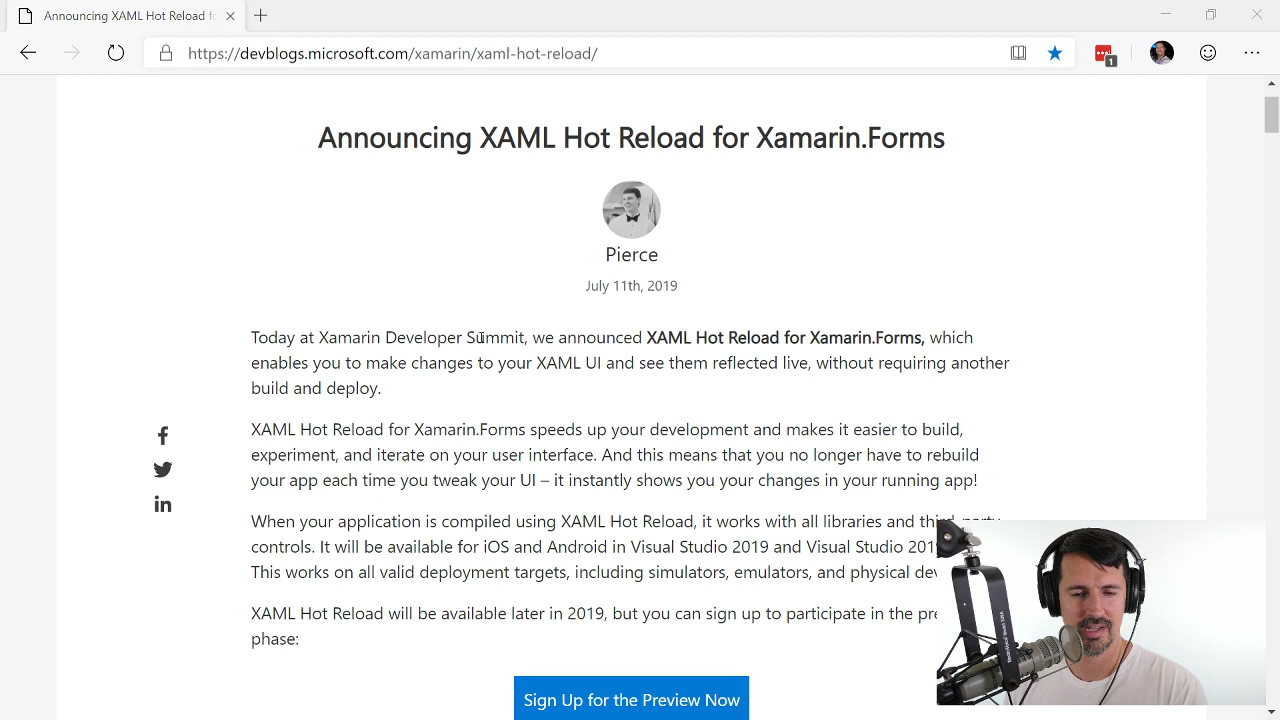 Announcing XAML Hot Reload fo
https://devblogs.microsoft.com/xamarin/xaml-hot-reload/
1
Announcing XAML Hot Reload for Xamarin.Forms
Pierce
July 11th, 2019
Today at Xamarin Developer Summit, we announced XAML Hot Reload for Xamarin.Forms, which
enables you to make changes to your XAML UI and see them reflected live, without requiring another
build and deploy.
XAML Hot Reload for Xamarin.Forms speeds up your development and makes it easier to build,
experiment, and iterate on your user interface. And this means that you no longer have to rebuild
your app each time you tweak your UI – it instantly shows you your changes in your running app!
When your application is compiled using XAML Hot Reload, it works with all libraries and third-party
controls. It will be available for iOS and Android in Visual Studio 2019 and Visual Studio 201
This works on all valid deployment targets, including simulators, emulators, and physical dev
XAML Hot Reload will be available later in 2019, but you can sign up to participate in the pre
phase:
Sign Up for the Preview Now